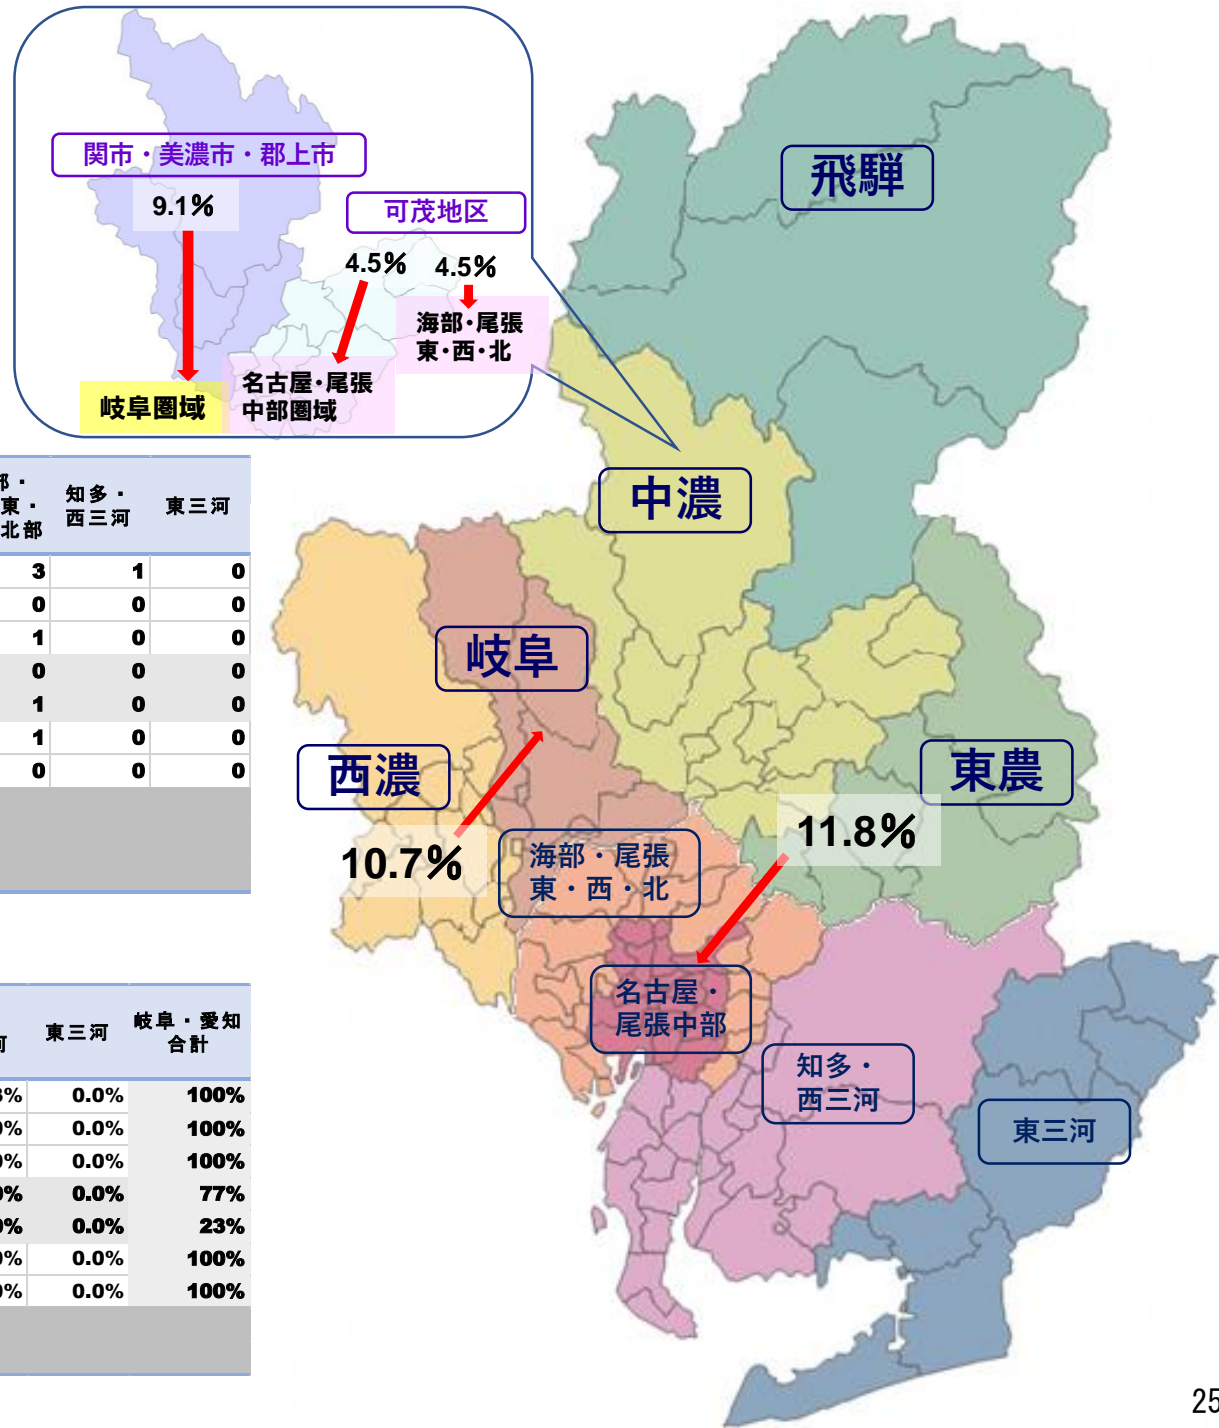 関市・美濃市・郡上市
9.1%
可茂地区
4.5%
4.5%
海部・尾張
東・西・北
名古屋・尾張
中部圏域
岐阜圏域
飛騨
中濃
岐阜
西濃
東農
10.7%
11.8%
海部・尾張
東・西・北
名古屋・
尾張中部
知多・
西三河
東三河
部・
東・
北部
知多・
西三河
東三河
3 1 0
0 0 0
1 0 0
0 0 0
1 0 0
1 0 0
0 0 0
河 東三河 岐阜・愛知
合計
% 0.0% 100%
% 0.0% 100%
% 0.0% 100%
% 0.0% 77%
% 0.0% 23%
% 0.0% 100%
% 0.0% 100%
25